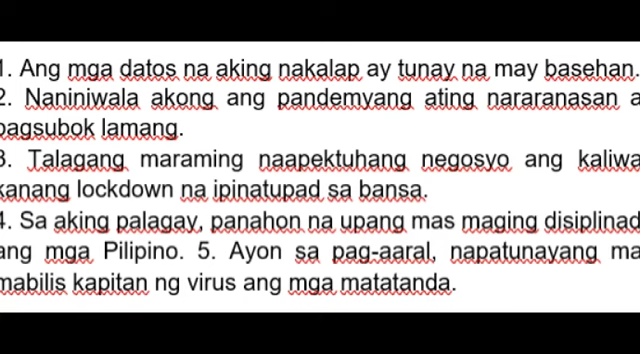 1. Ang mga datos na aking nakalap ay tunay na may basehan.
2. Naniniwala akong ang pandemyang ating nararanasan a
pagsubok lamang.
3. Talagang maraming naapektuhang negosyo ang kaliwa
kanang lockdown na ipinatupad sa bansa.
4. Sa aking palagay, panahon na upang mas maging disiplinad
ang mga Pilipino. 5. Ayon sa pag-aaral, napatunayang ma
mabilis kapitan ng virus ang mga matatanda.